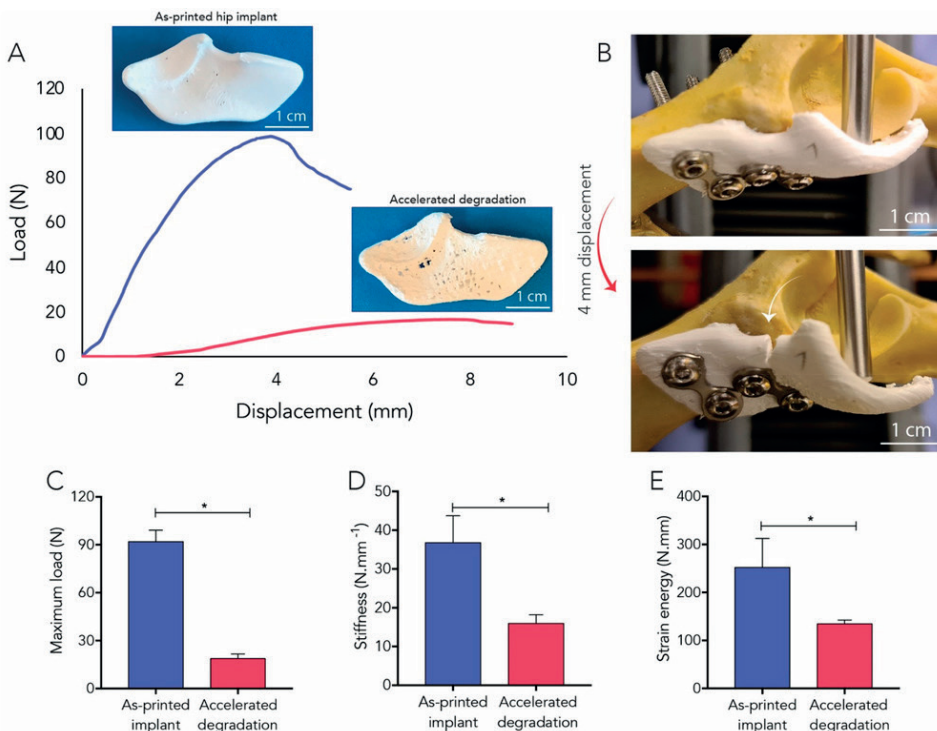 A
As-printed hip implant
1 cm
Load (N)
120
100
80
60
40
20
0
Accelerated degradation
1 cm
0 2 4 6 8 10
Displacement (mm)
B
1 cm
4 mm displacement
1 cm
C
Maximum load (N)
120
90
60
30
0
*
As-printed implant
Accelerated degradation
D
Stiffness (N.mm⁻¹)
50
40
30
20
10
0
*
As-printed implant
Accelerated degradation
E
Strain energy (N.mm)
400
300
200
100
0
*
As-printed implant
Accelerated degradation